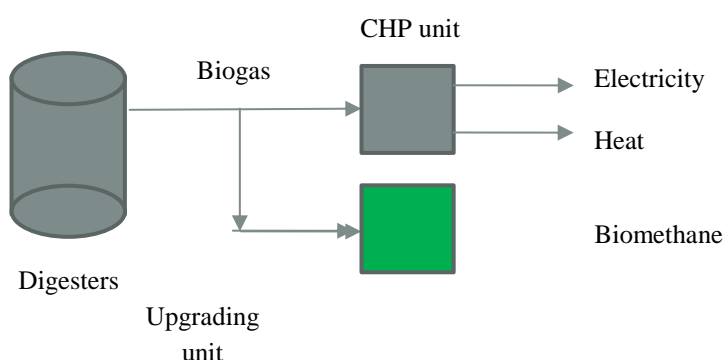 CHP unit
Biogas
Electricity
Heat
Biomethane
Digesters
Upgrading
unit